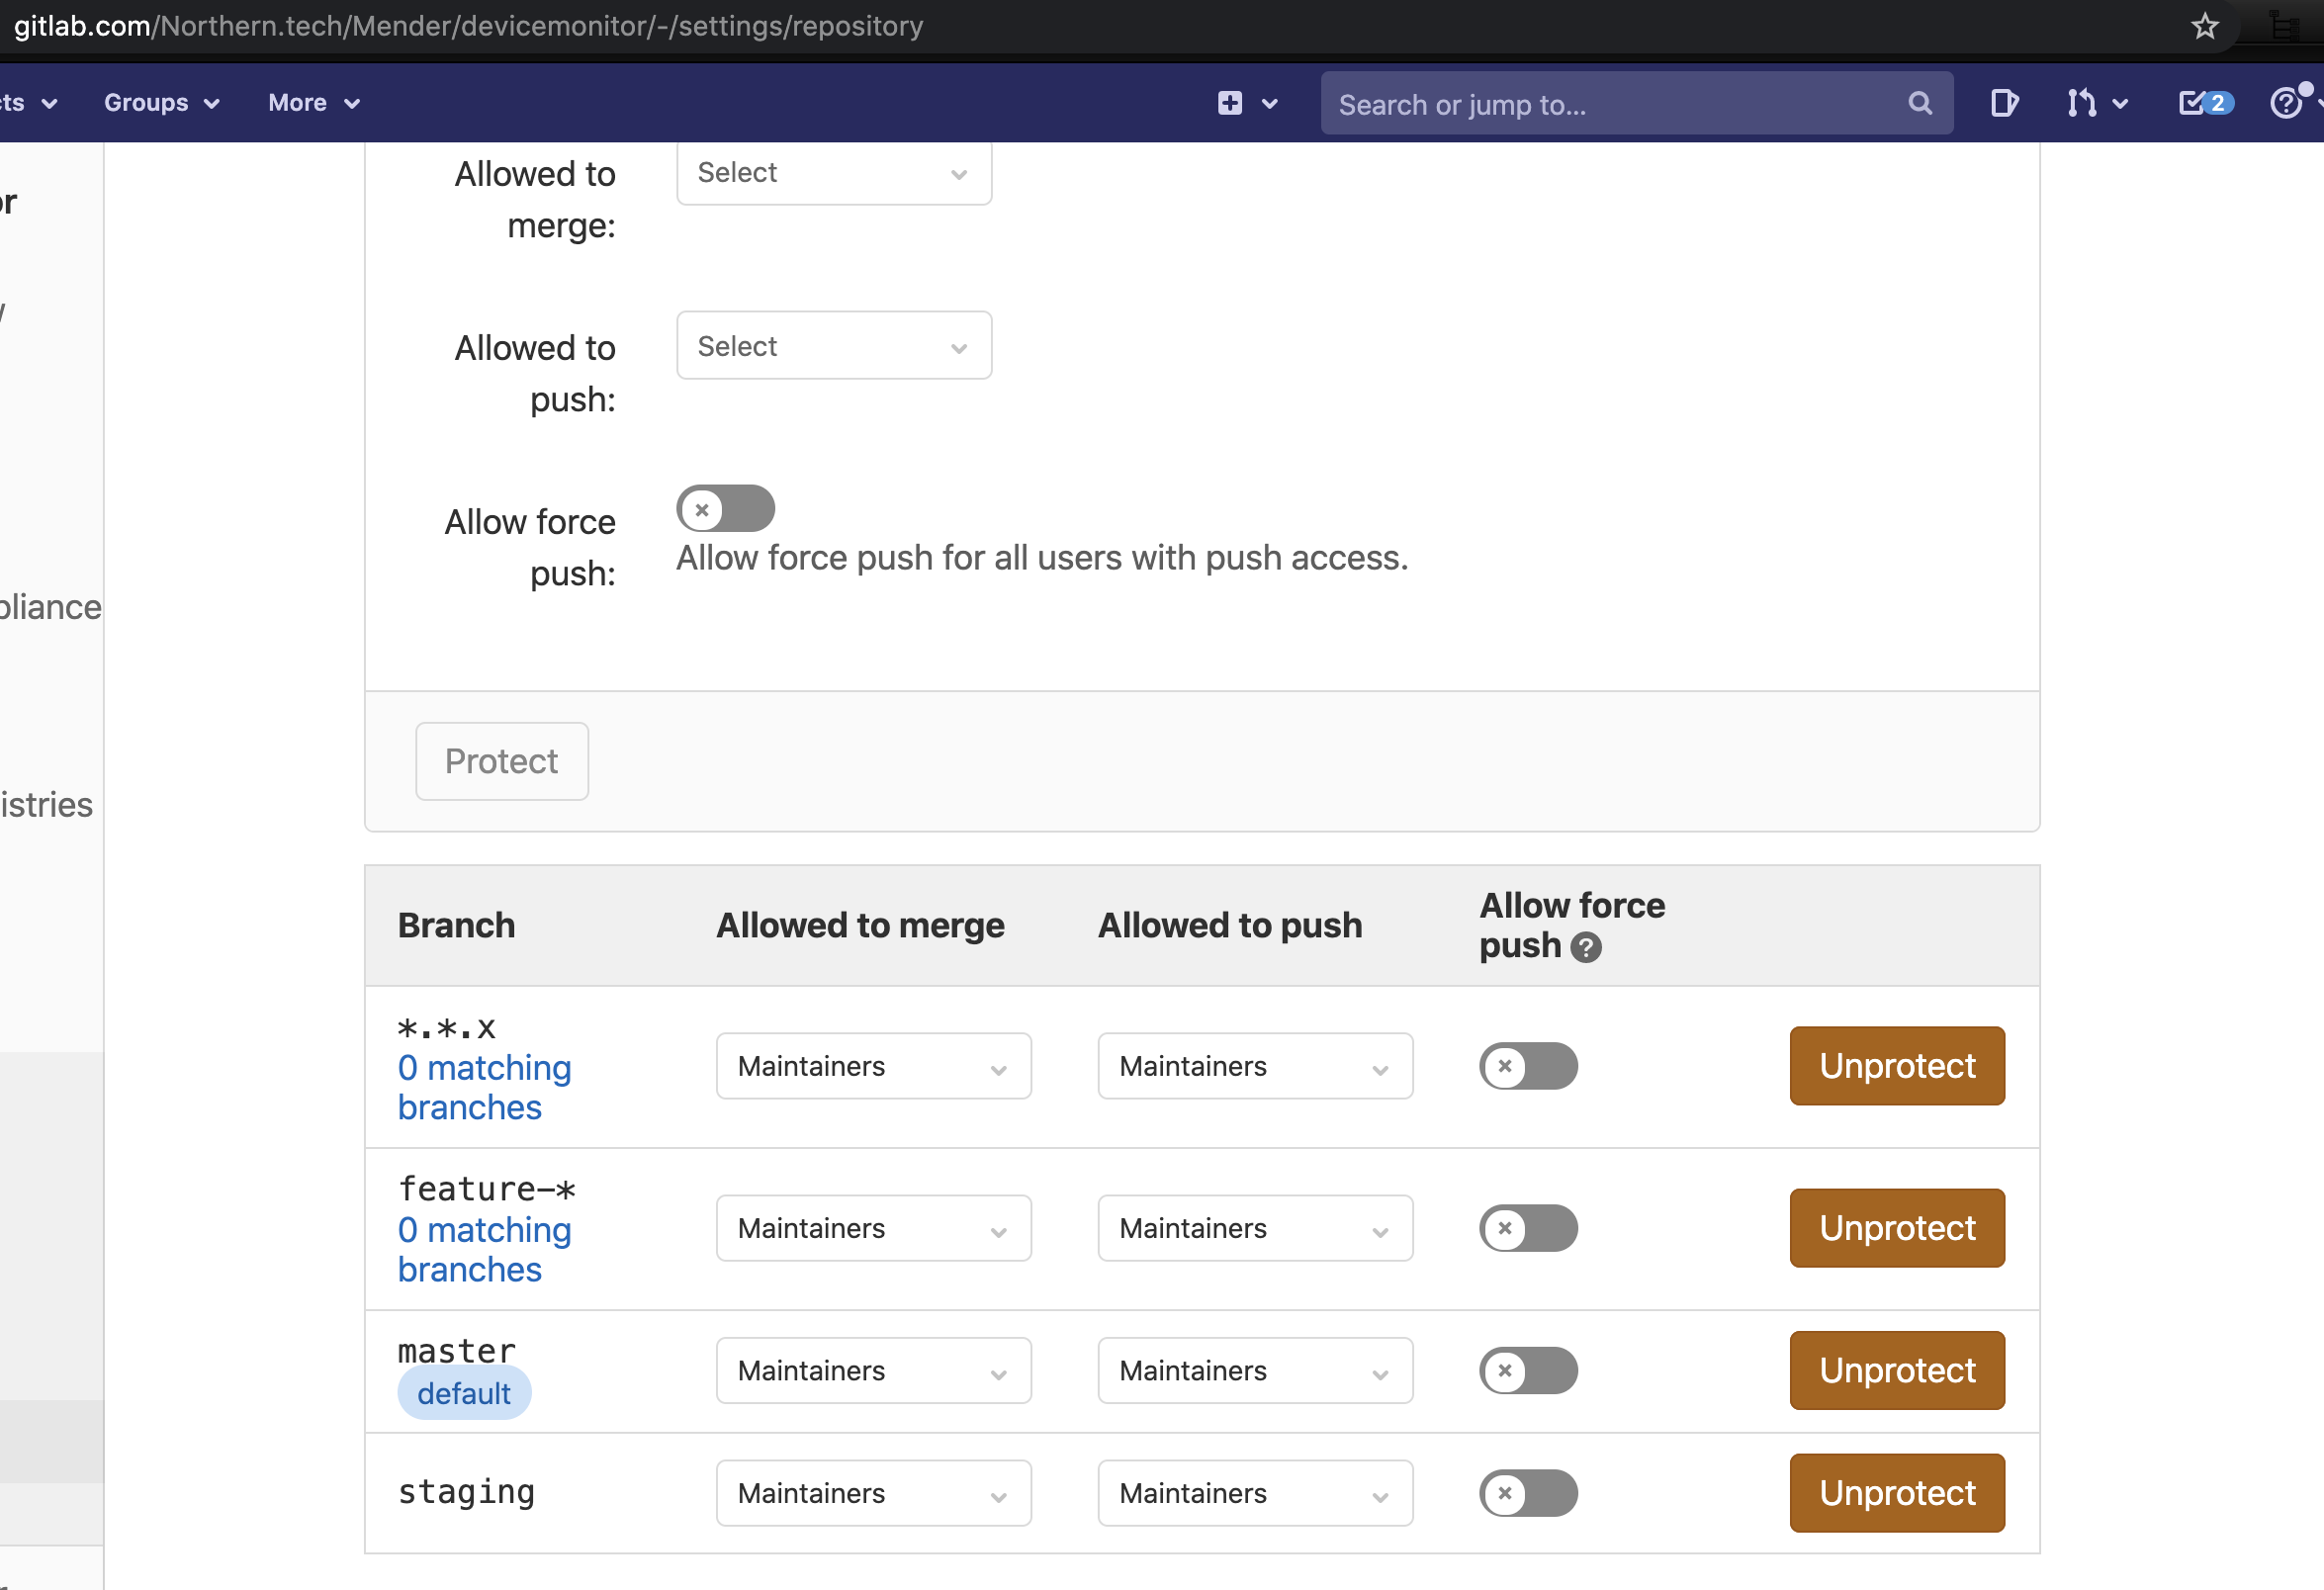 gitlab.com/Northern.tech/Mender/devicemonitor/-/settings/repository
cts Groups More Search or jump to... 2
or
Allowed to merge: Select
Allowed to push: Select
Allow force push:
Allow force push for all users with push access.
pliance
Protect
istries
Branch Allowed to merge Allowed to push Allow force push ?
*.*.x
0 matching branches
Maintainers Maintainers Unprotect
feature-*
0 matching branches
Maintainers Maintainers Unprotect
master
default
Maintainers Maintainers Unprotect
staging Maintainers Maintainers Unprotect